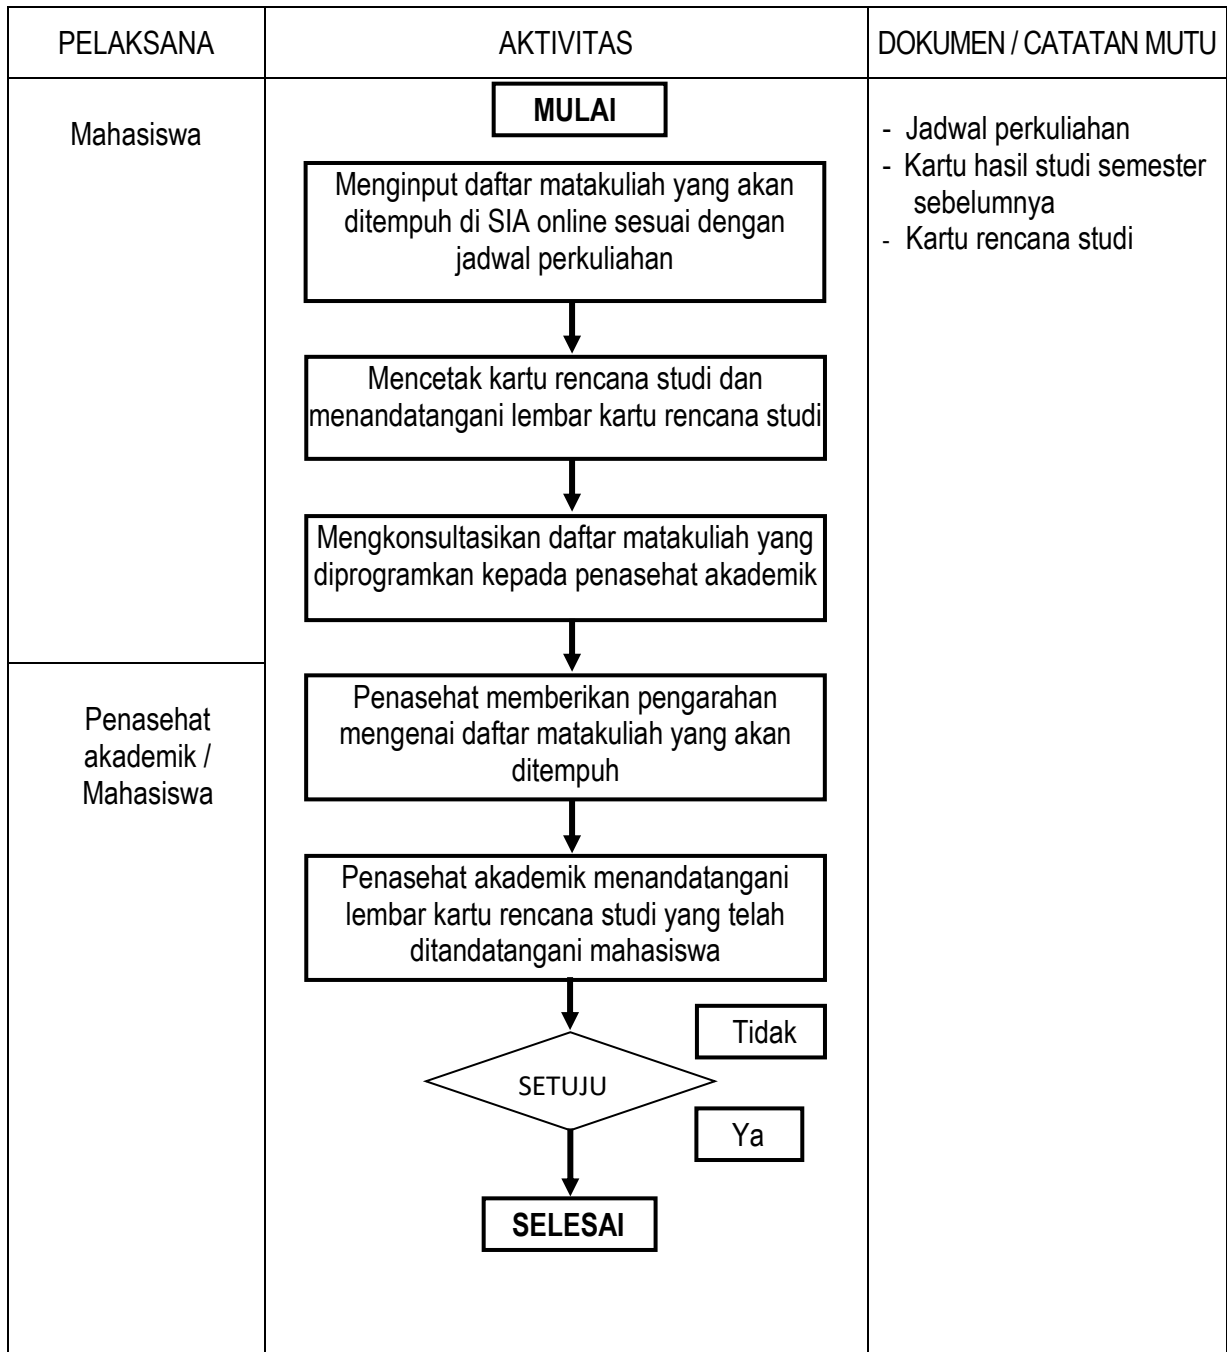 PELAKSANA
AKTIVITAS
DOKUMEN / CATATAN MUTU
Mahasiswa
MULAI
Menginput daftar matakuliah yang akan
ditempuh di SIA online sesuai dengan
jadwal perkuliahan
Mencetak kartu rencana studi dan
menandatangani lembar kartu rencana studi
Mengkonsultasikan daftar matakuliah yang
diprogramkan kepada penasehat akademik
- Jadwal perkuliahan
- Kartu hasil studi semester
sebelumnya
- Kartu rencana studi
Penasehat
akademik /
Mahasiswa
Penasehat memberikan pengarahan
mengenai daftar matakuliah yang akan
ditempuh
Penasehat akademik menandatangani
lembar kartu rencana studi yang telah
ditandatangani mahasiswa
Tidak
SETUJU
Ya
SELESAI